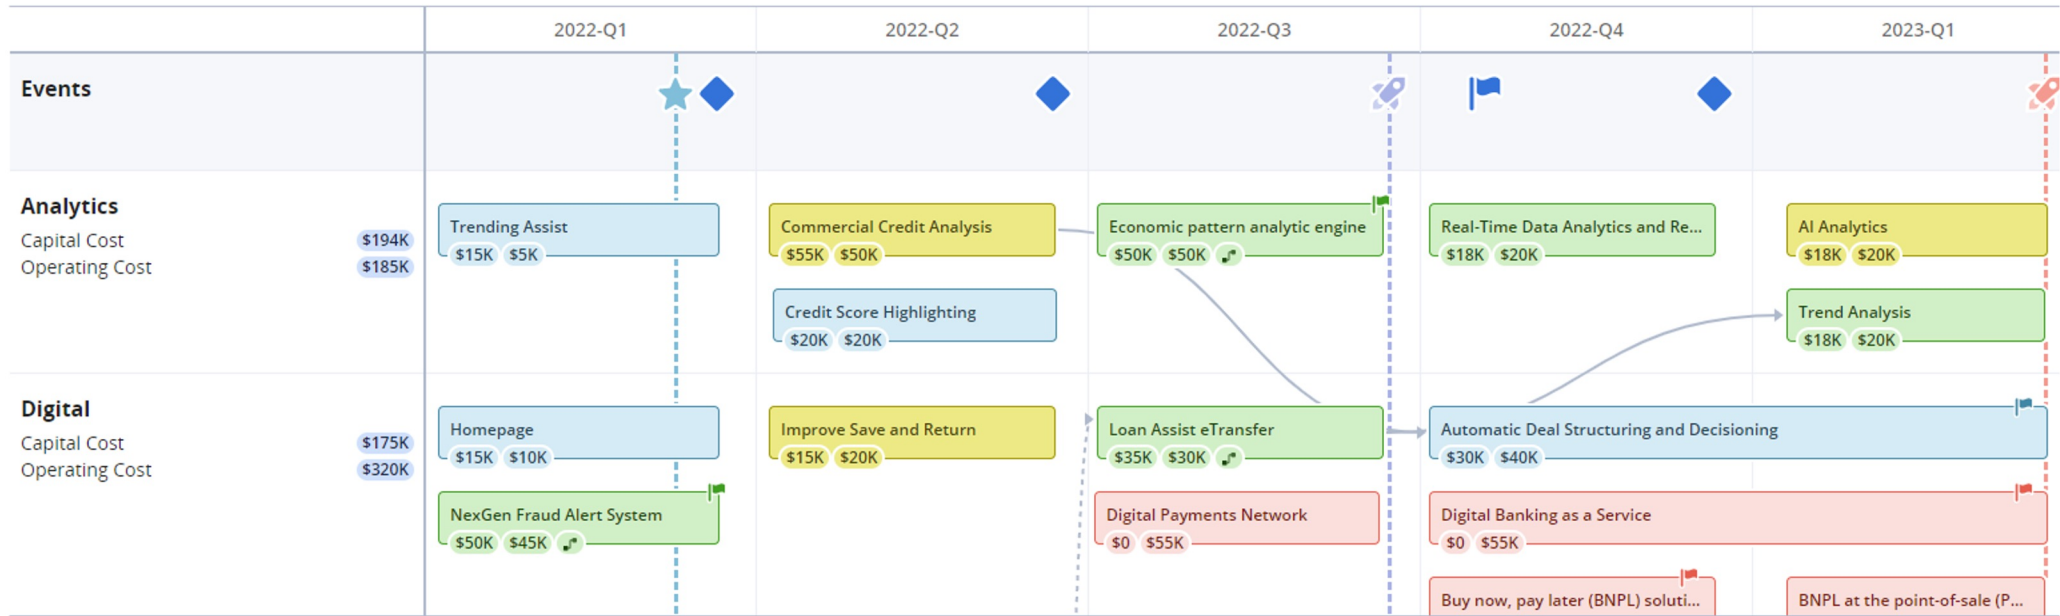 2022-Q1 2022-Q2 2022-Q3 2022-Q4 2023-Q1
Events
Analytics
Capital Cost $194K
Operating Cost $185K
Trending Assist
$15K $5K
Commercial Credit Analysis
$55K $50K
Economic pattern analytic engine
$50K $50K
Real-Time Data Analytics and Re...
$18K $20K
AI Analytics
$18K $20K
Credit Score Highlighting
$20K $20K
Trend Analysis
$18K $20K
Digital
Capital Cost $175K
Operating Cost $320K
Homepage
$15K $10K
Improve Save and Return
$15K $20K
Loan Assist eTransfer
$35K $30K
Automatic Deal Structuring and Decisioning
$30K $40K
NexGen Fraud Alert System
$50K $45K
Digital Payments Network
$0 $55K
Digital Banking as a Service
$0 $55K
Buy now, pay later (BNPL) soluti...
BNPL at the point-of-sale (P...